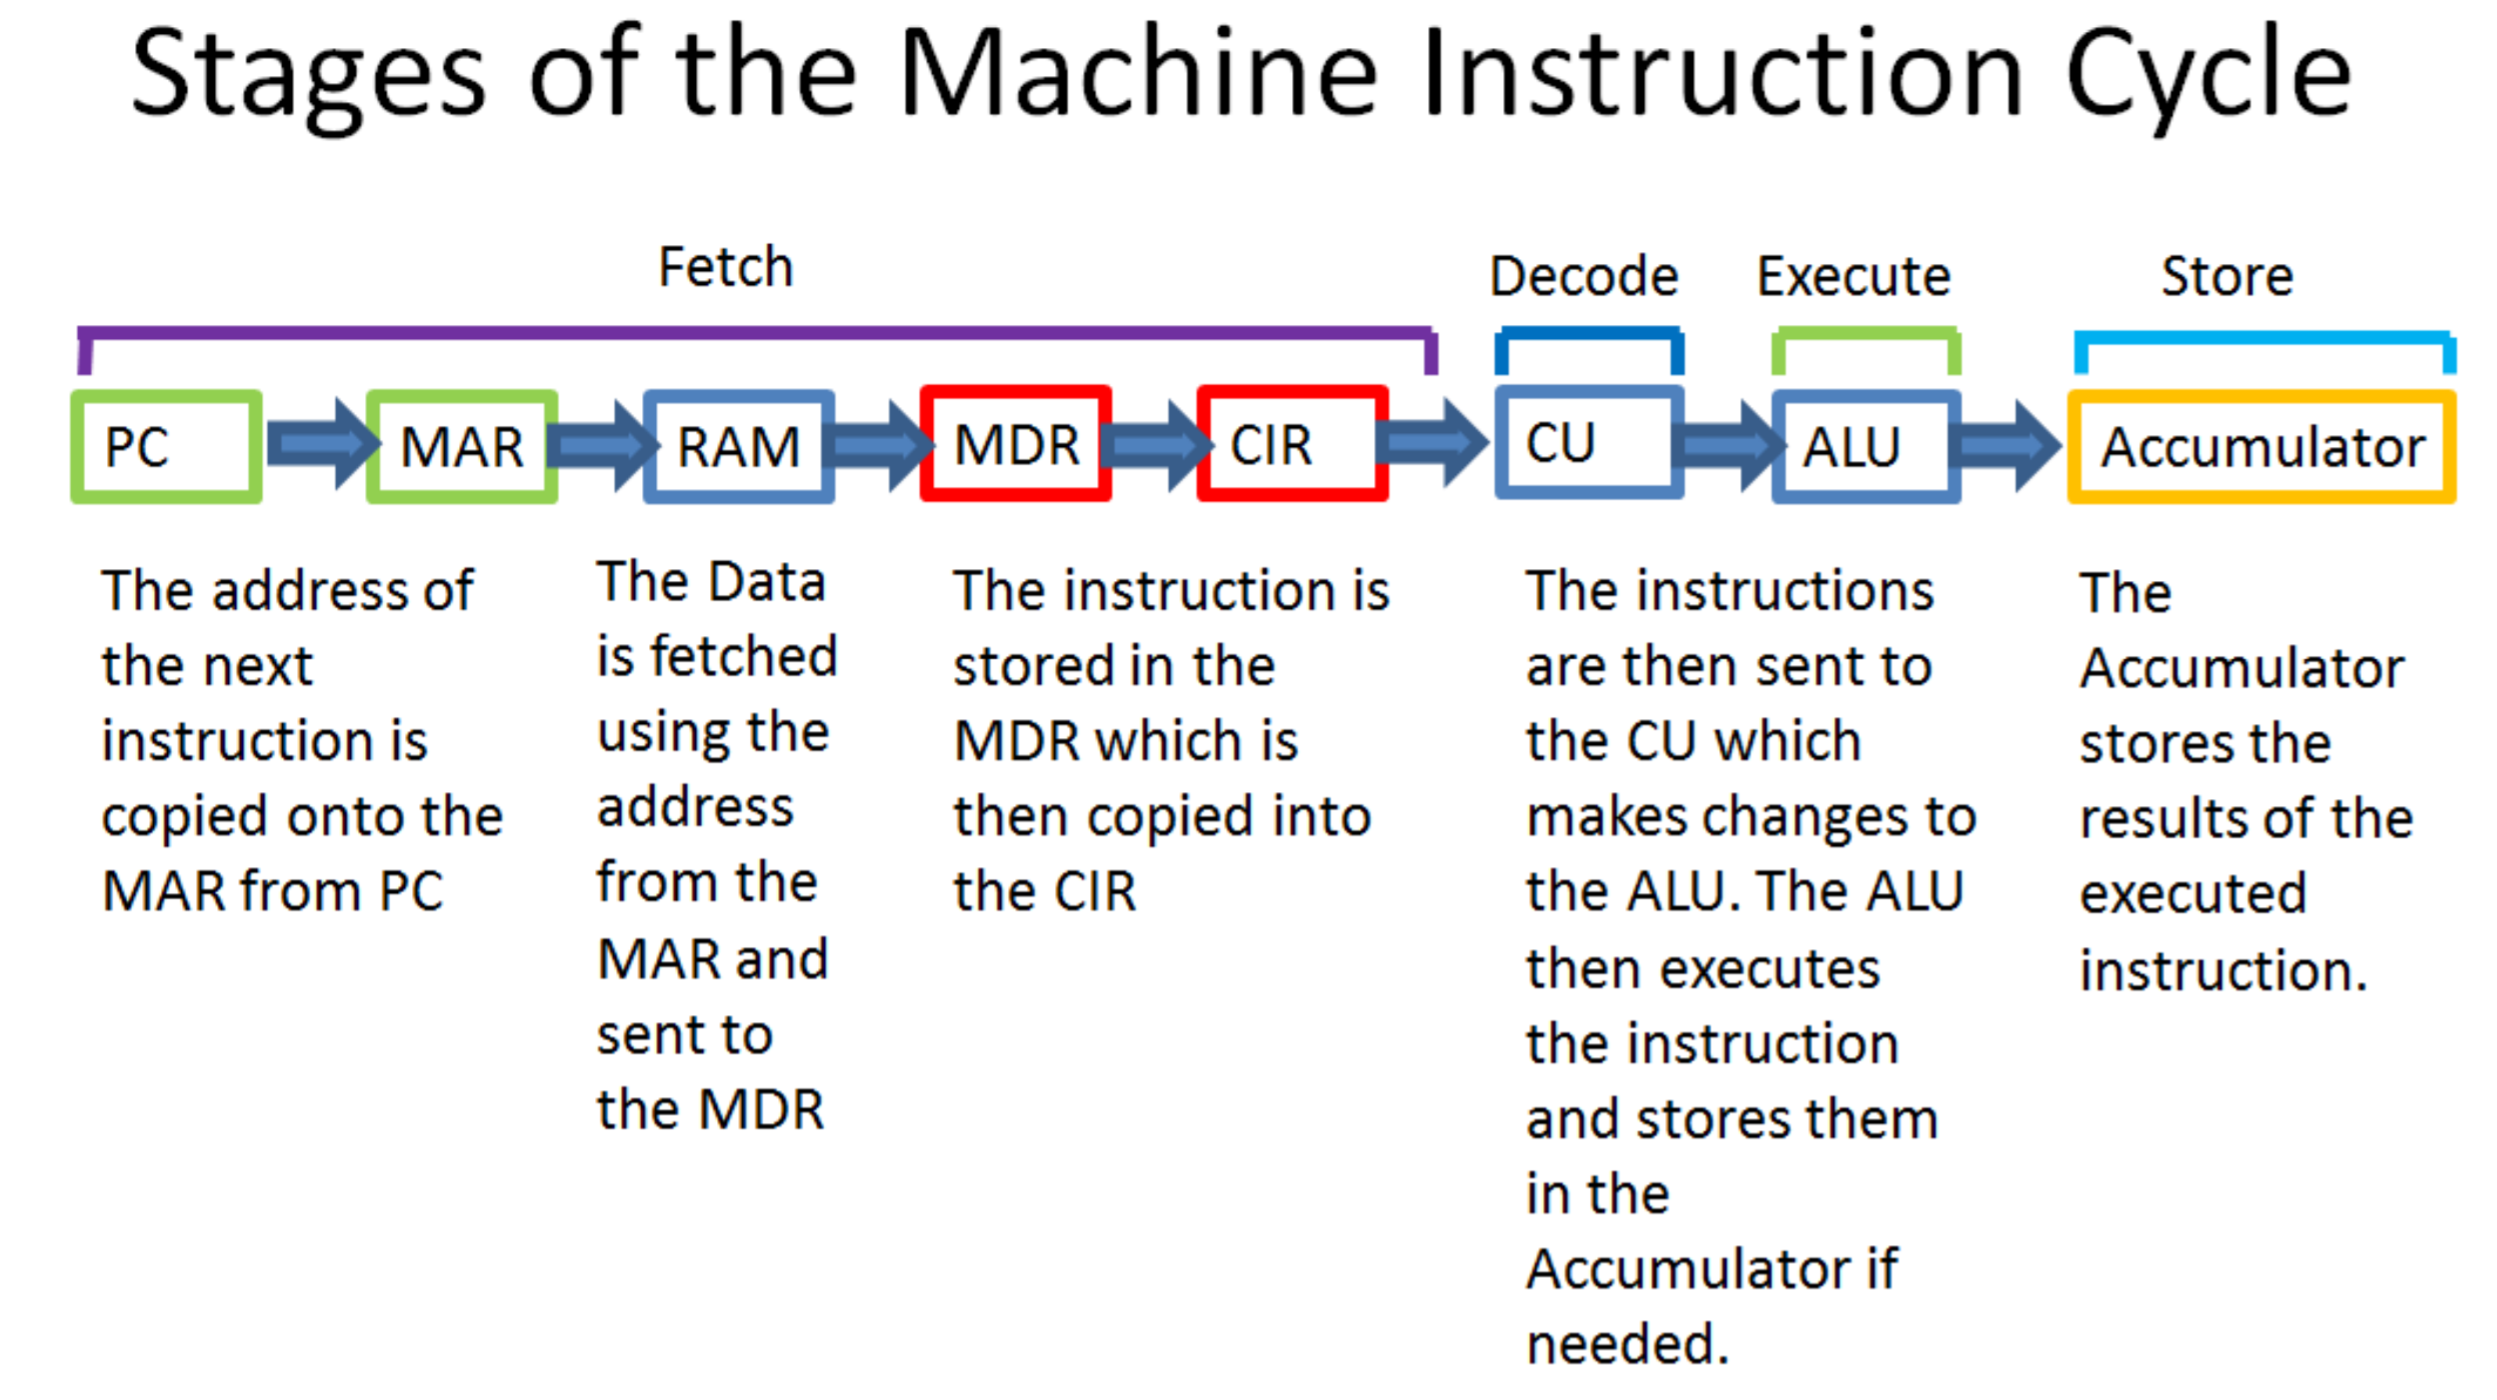 Stages of the Machine Instruction Cycle
Fetch
Decode
Execute
Store
PC
MAR
RAM
MDR
CIR
CU
ALU
Accumulator
The address of
the next
instruction is
copied onto the
MAR from PC
The Data
is fetched
using the
address
from the
MAR and
sent to
the MDR
The instruction is
stored in the
MDR which is
then copied into
the CIR
The instructions
are then sent to
the CU which
makes changes to
the ALU. The ALU
then executes
the instruction
and stores them
in the
Accumulator if
needed.
The
Accumulator
stores the
results of the
executed
instruction.